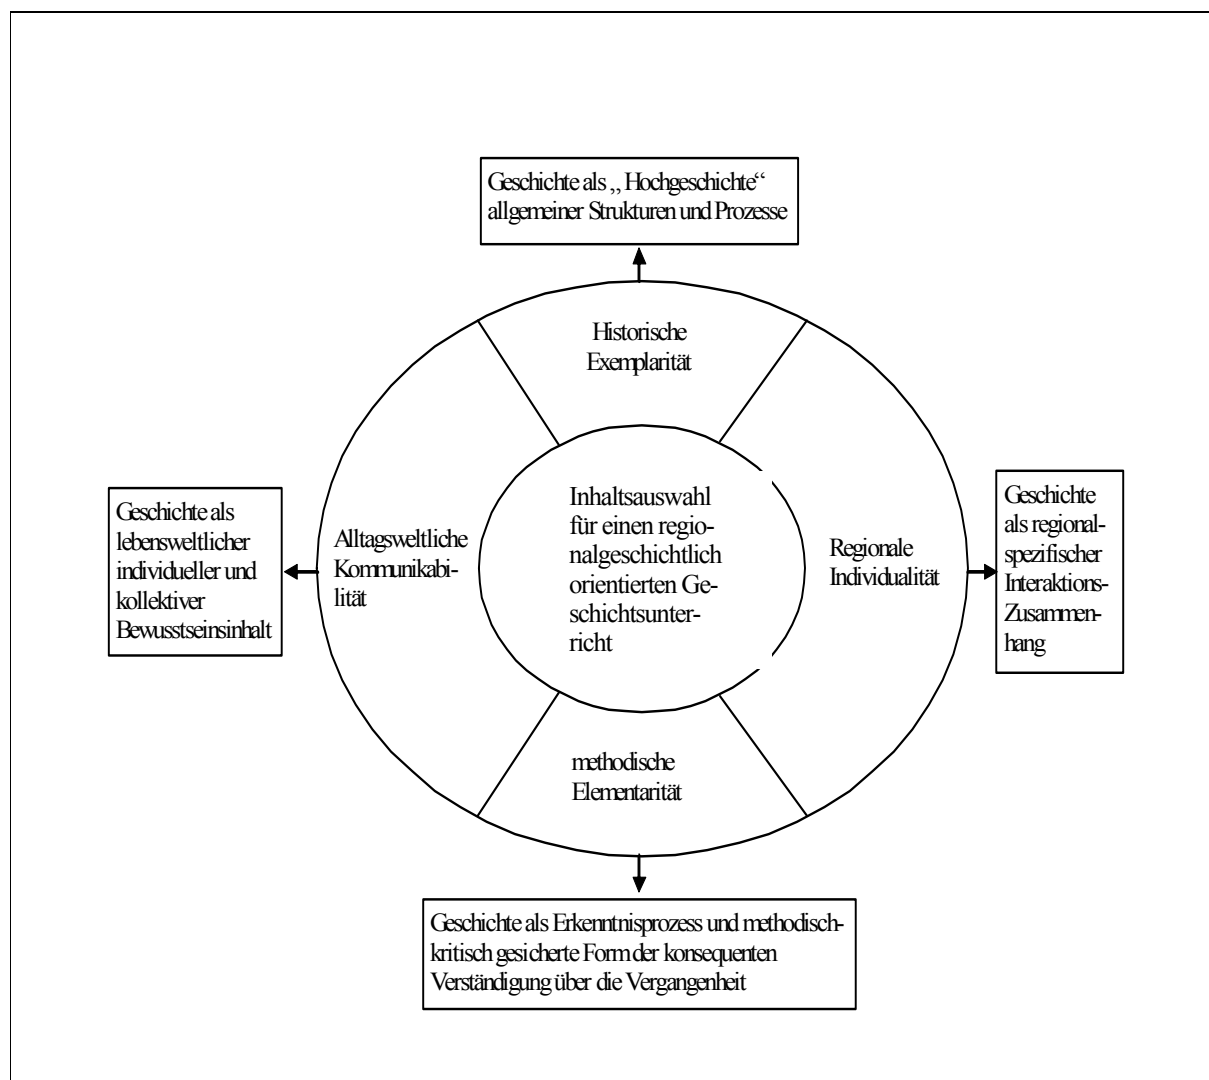 Geschichte als „Hochgeschichte“
allgemeiner Strukturen und Prozesse
Historische
Exemplarität
Geschichte als
lebensweltlicher
individueller und
kollektiver
Bewusstseinsinhalt
Alltagsweltliche
Kommunikabi-
lität
Inhaltsauswahl
für einen regio-
nalgeschichtlich
orientierten Ge-
schichtsunter-
richt
Regionale
Individualität
Geschichte
als regional-
spezifischer
Interaktions-
Zusammen-
hang
methodische
Elementarität
Geschichte als Erkenntnisprozess und methodisch-
kritisch gesicherte Form der konsequenten
Verständigung über die Vergangenheit